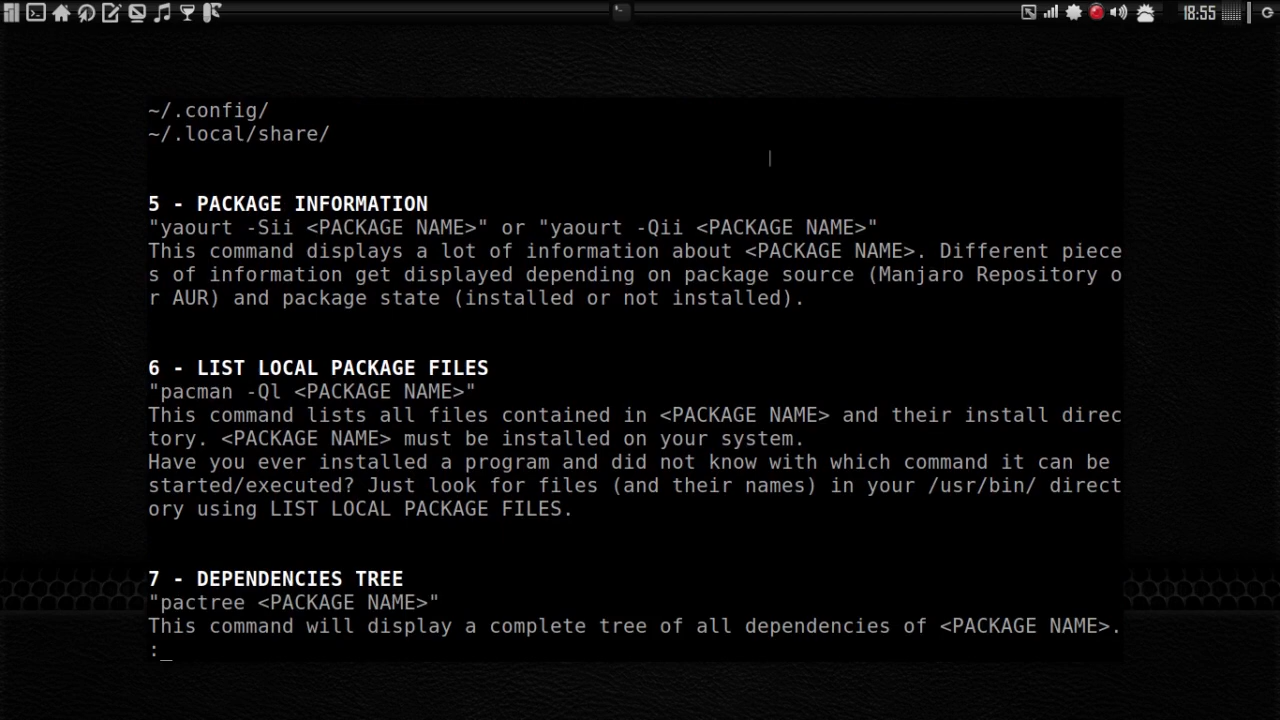 18:55
~/.config/
~/.local/share/
5 - PACKAGE INFORMATION
"yaourt -Sii <PACKAGE NAME>" or "yaourt -Qii <PACKAGE NAME>"
This command displays a lot of information about <PACKAGE NAME>. Different piece
s of information get displayed depending on package source (Manjaro Repository o
r AUR) and package state (installed or not installed).
6 - LIST LOCAL PACKAGE FILES
"pacman -Ql <PACKAGE NAME>"
This command lists all files contained in <PACKAGE NAME> and their install direc
tory. <PACKAGE NAME> must be installed on your system.
Have you ever installed a program and did not know with which command it can be
started/executed? Just look for files (and their names) in your /usr/bin/ direct
ory using LIST LOCAL PACKAGE FILES.
7 - DEPENDENCIES TREE
"pactree <PACKAGE NAME>"
This command will display a complete tree of all dependencies of <PACKAGE NAME>.
:_